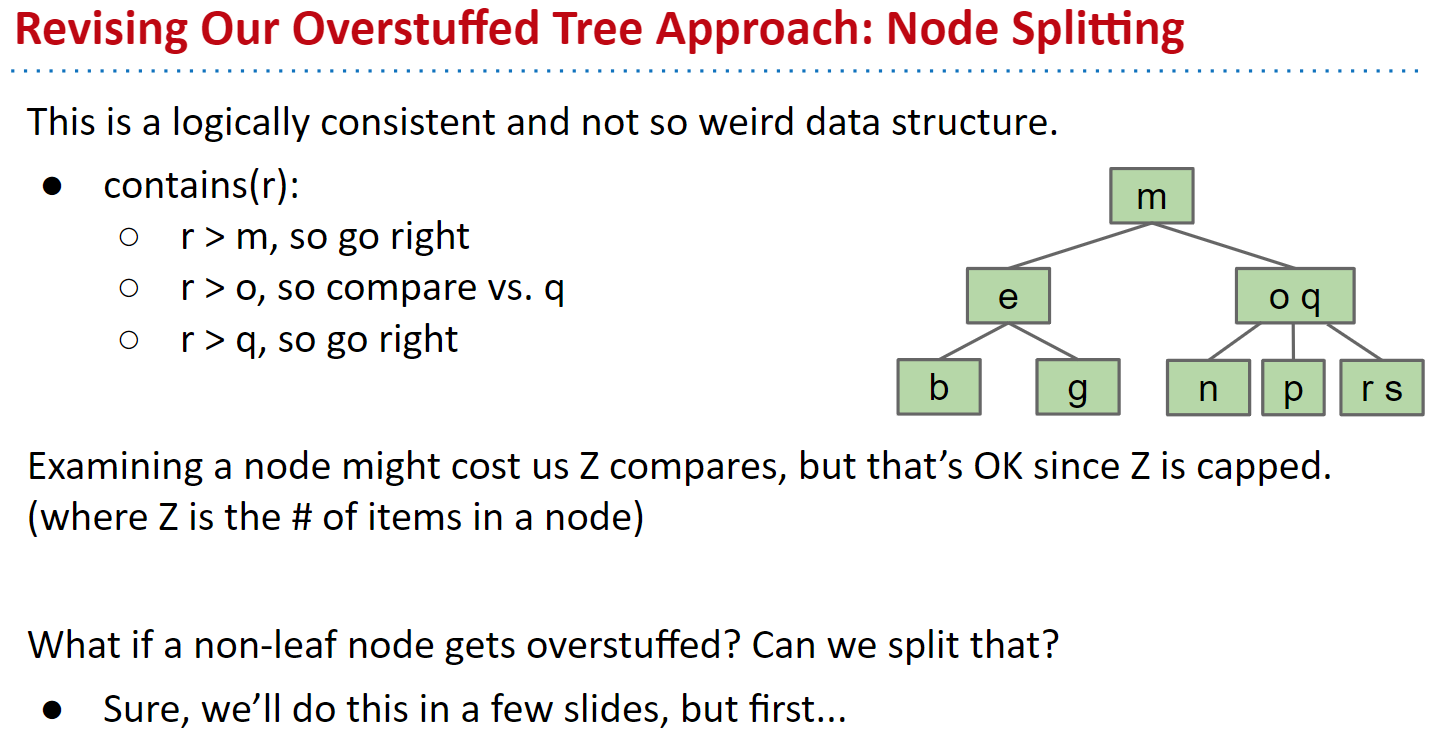 Revising Our Overstuffed Tree Approach: Node Splitting
This is a logically consistent and not so weird data structure.
● contains(r):
○ r > m, so go right
○ r > o, so compare vs. q
○ r > q, so go right
m
e
o q
b
g
n
p
r s
Examining a node might cost us Z compares, but that’s OK since Z is capped.
(where Z is the # of items in a node)
What if a non-leaf node gets overstuffed? Can we split that?
● Sure, we’ll do this in a few slides, but first...